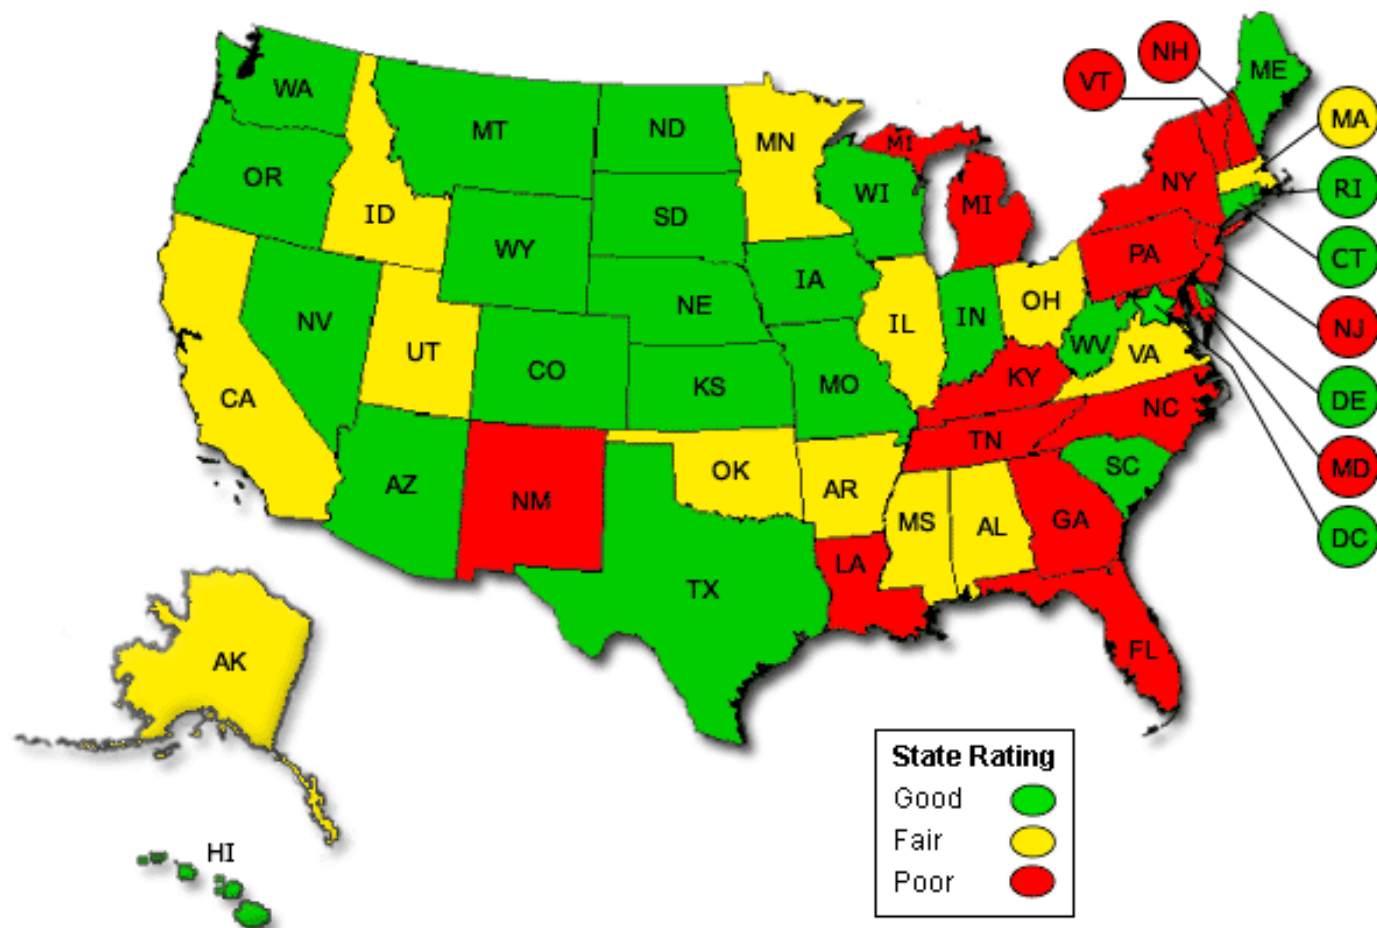 NH
VT
ME
WA
MT
ND
MN
MI
MA
OR
ID
SD
WI
MI
NY
RI
WY
IA
PA
CT
NV
NE
IL
IN
OH
NJ
UT
CO
KS
MO
WV
VA
CA
KY
NC
DE
AZ
NM
OK
AR
TN
SC
MD
MS
AL
GA
DC
TX
LA
AK
FL
HI
State Rating
Good
Fair
Poor